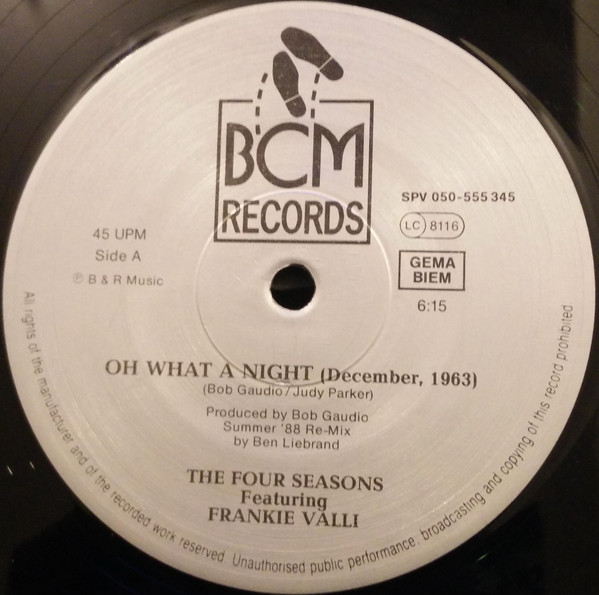 BCM
RECORDS
SPV 050-555 345
LC 8116
GEMA
BIEM
6:15
45 UPM
Side A
℗ B & R Music
OH WHAT A NIGHT (December, 1963)
(Bob Gaudio/Judy Parker)
Produced by Bob Gaudio
Summer '88 Re-Mix
by Ben Liebrand
THE FOUR SEASONS
Featuring
FRANKIE VALLI
All rights of the manufacturer and of the recorded work reserved. Unauthorised public performance, broadcasting and copying of this record prohibited